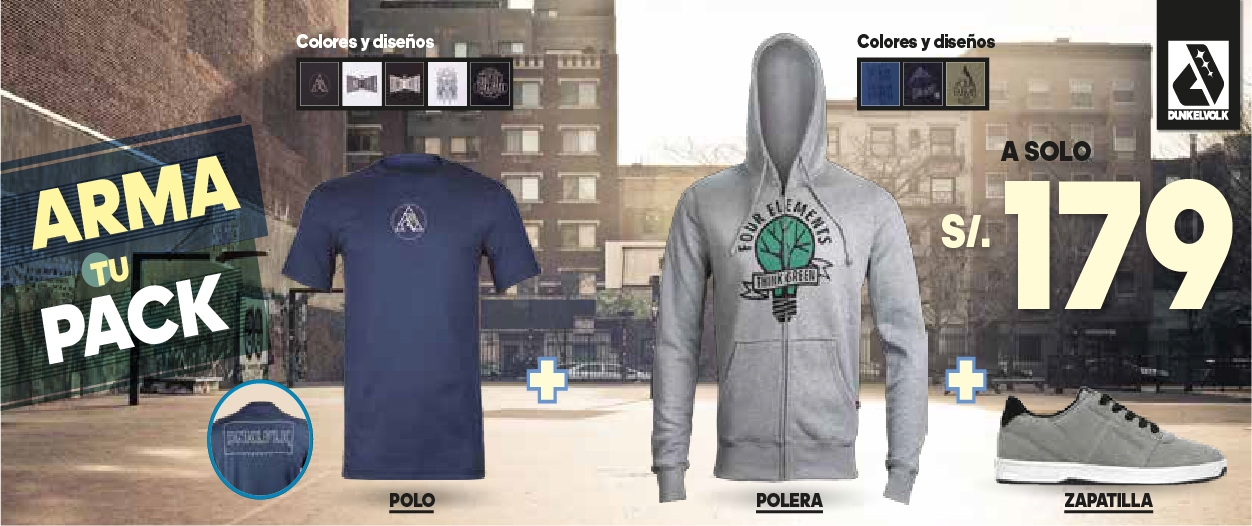 Colores y diseños
Colores y diseños
DUNKELVOLK
ARMA
TU
PACK
A SOLO
S/. 179
FOUR ELEMENTS
THINK GREEN
POLO
POLERA
ZAPATILLA